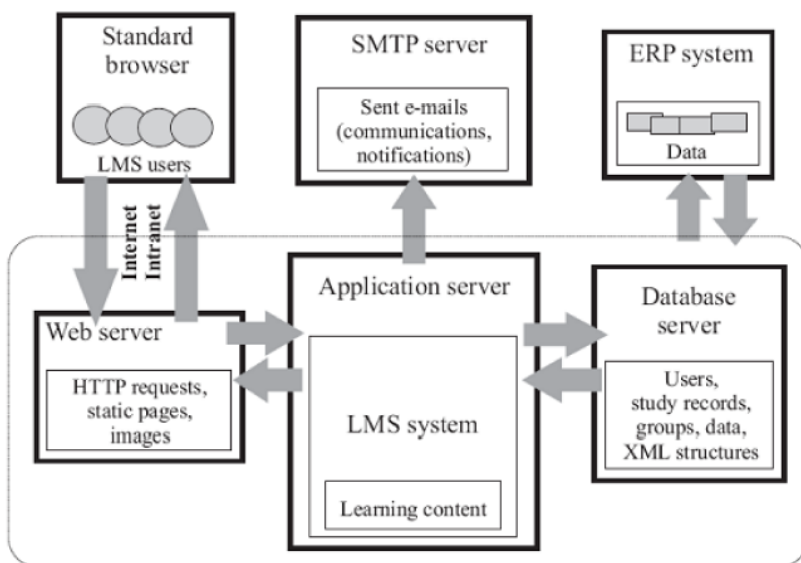 Standard
browser
LMS users
SMTP server
Sent e-mails
(communications,
notifications)
ERP system
Data
Internet
Intranet
Web server
HTTP requests,
static pages,
images
Application server
LMS system
Learning content
Database
server
Users,
study records,
groups, data,
XML structures